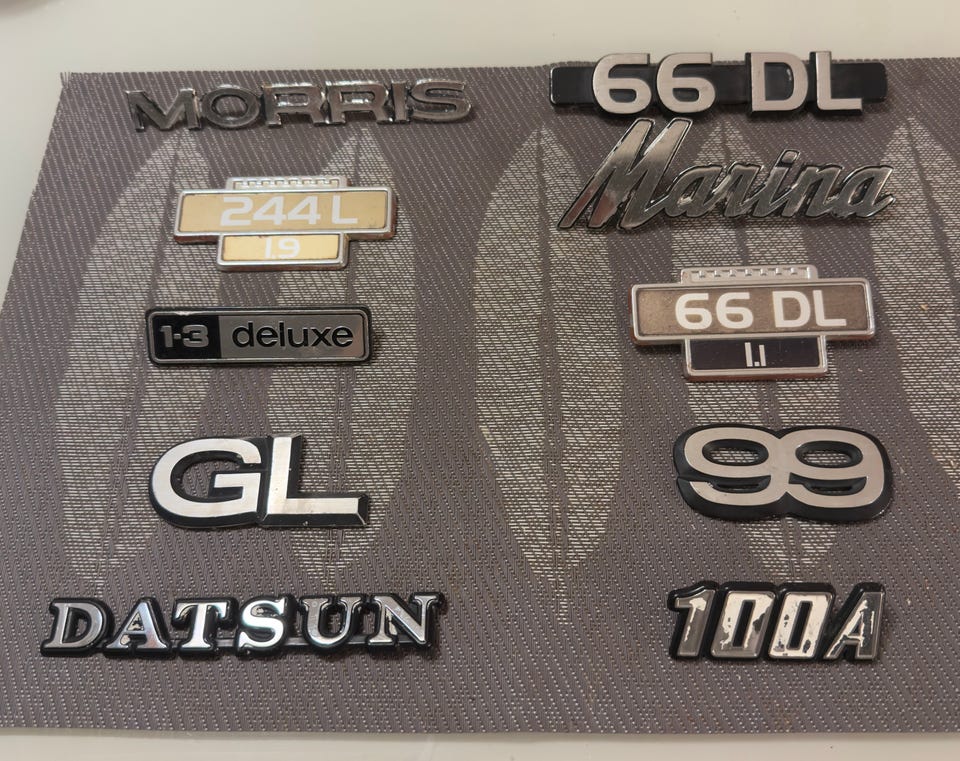 MORRIS
66 DL
Marina
244 L
1.9
66 DL
1.1
1·3 deluxe
GL
99
DATSUN
100A